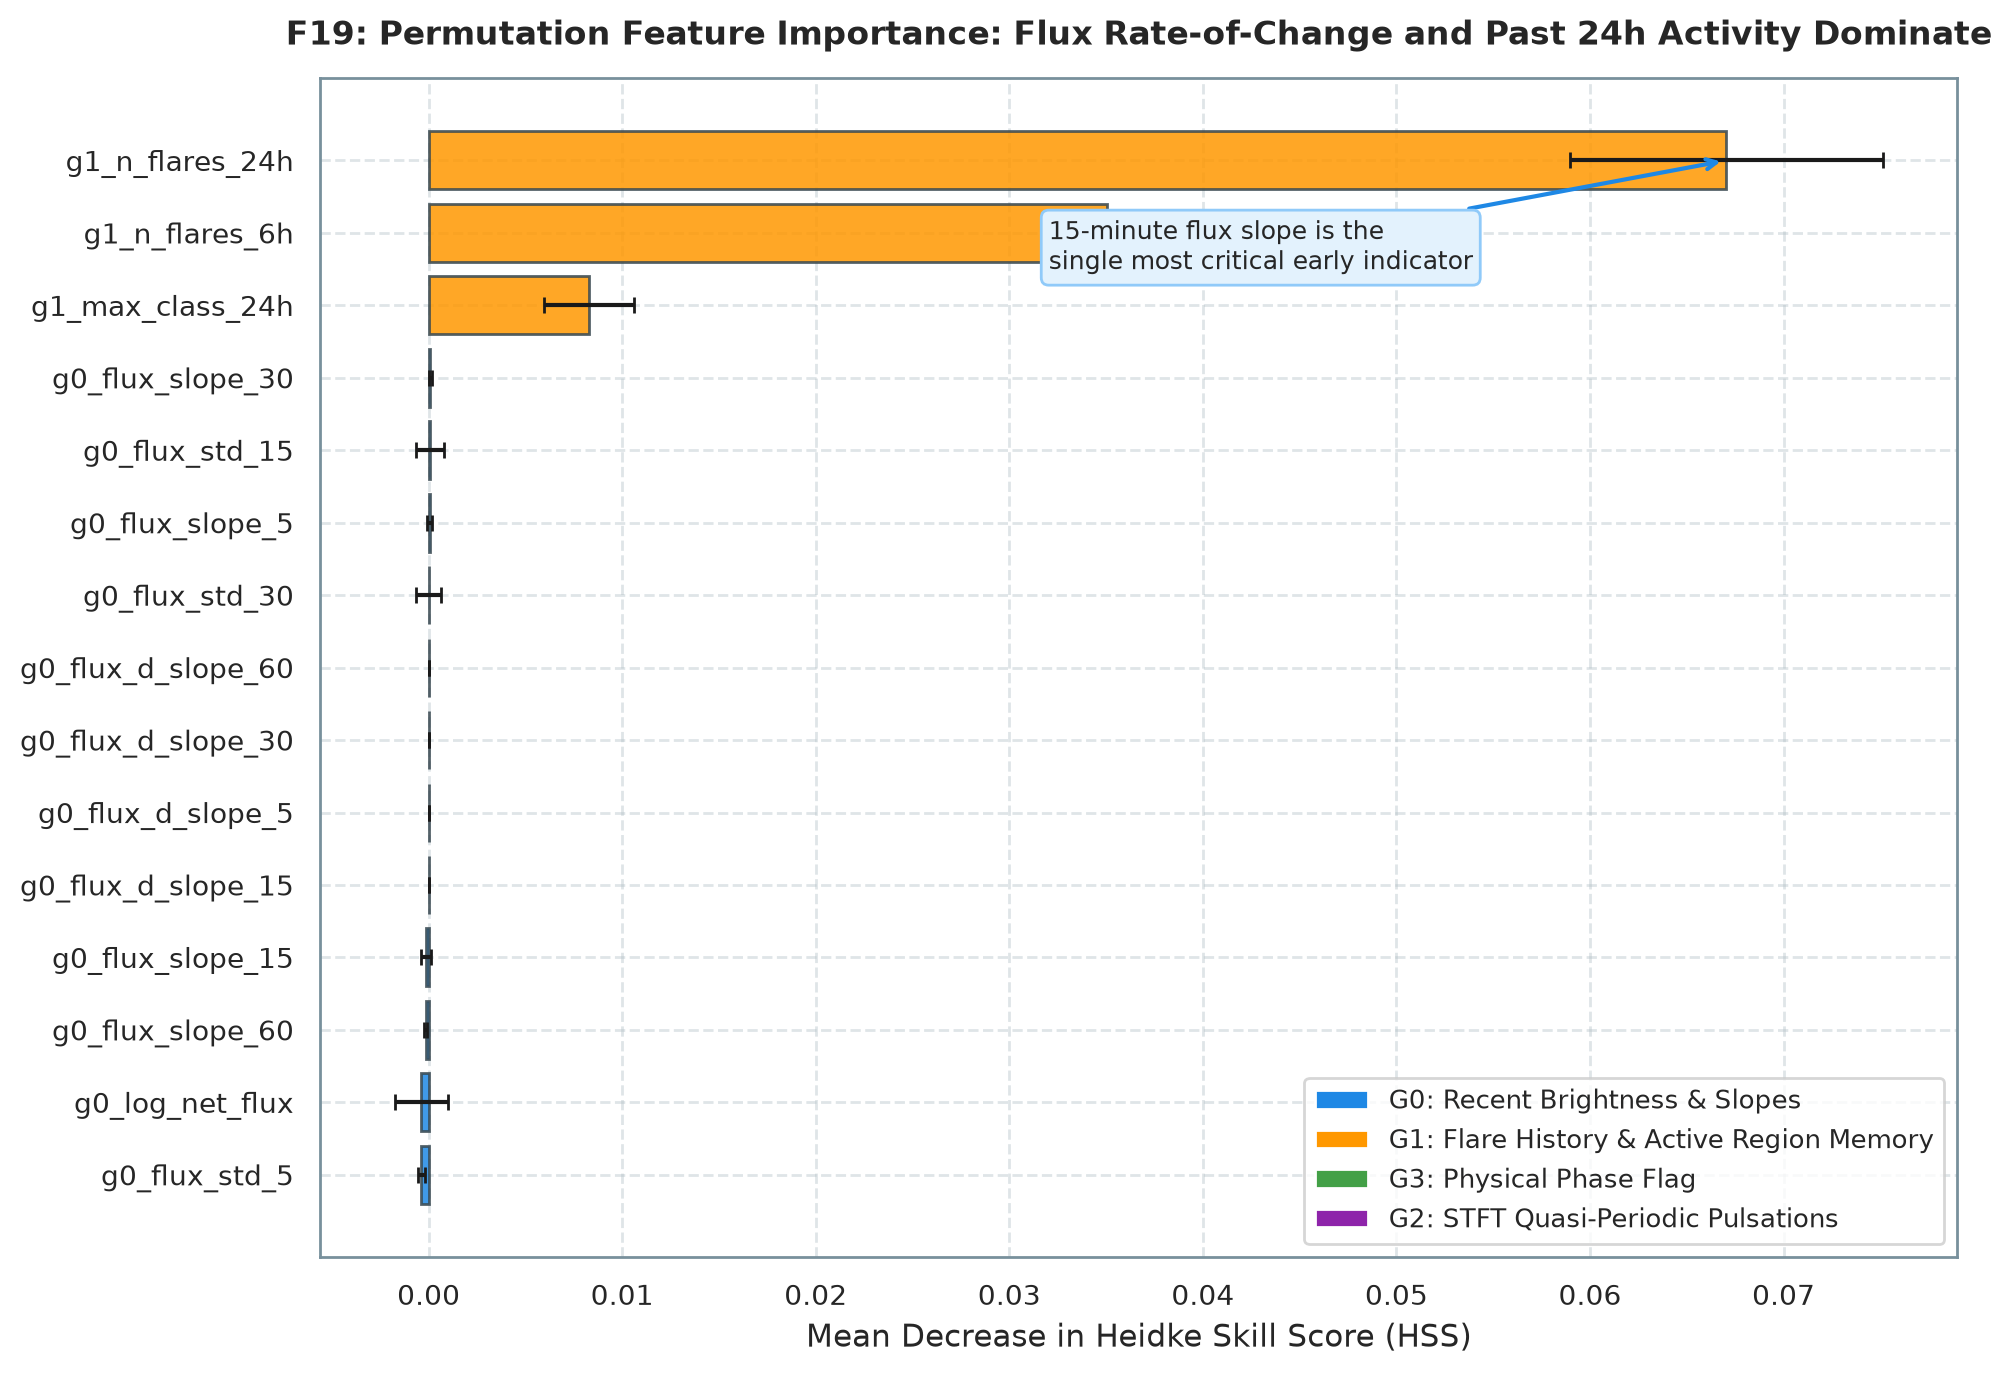 F19: Permutation Feature Importance: Flux Rate-of-Change and Past 24h Activity Dominate
g1_n_flares_24h
g1_n_flares_6h
15-minute flux slope is the
single most critical early indicator
g1_max_class_24h
g0_flux_slope_30
g0_flux_std_15
g0_flux_slope_5
g0_flux_std_30
g0_flux_d_slope_60
g0_flux_d_slope_30
g0_flux_d_slope_5
g0_flux_d_slope_15
g0_flux_slope_15
g0_flux_slope_60
g0_log_net_flux
g0_flux_std_5
G0: Recent Brightness & Slopes
G1: Flare History & Active Region Memory
G3: Physical Phase Flag
G2: STFT Quasi-Periodic Pulsations
0.00 0.01 0.02 0.03 0.04 0.05 0.06 0.07
Mean Decrease in Heidke Skill Score (HSS)